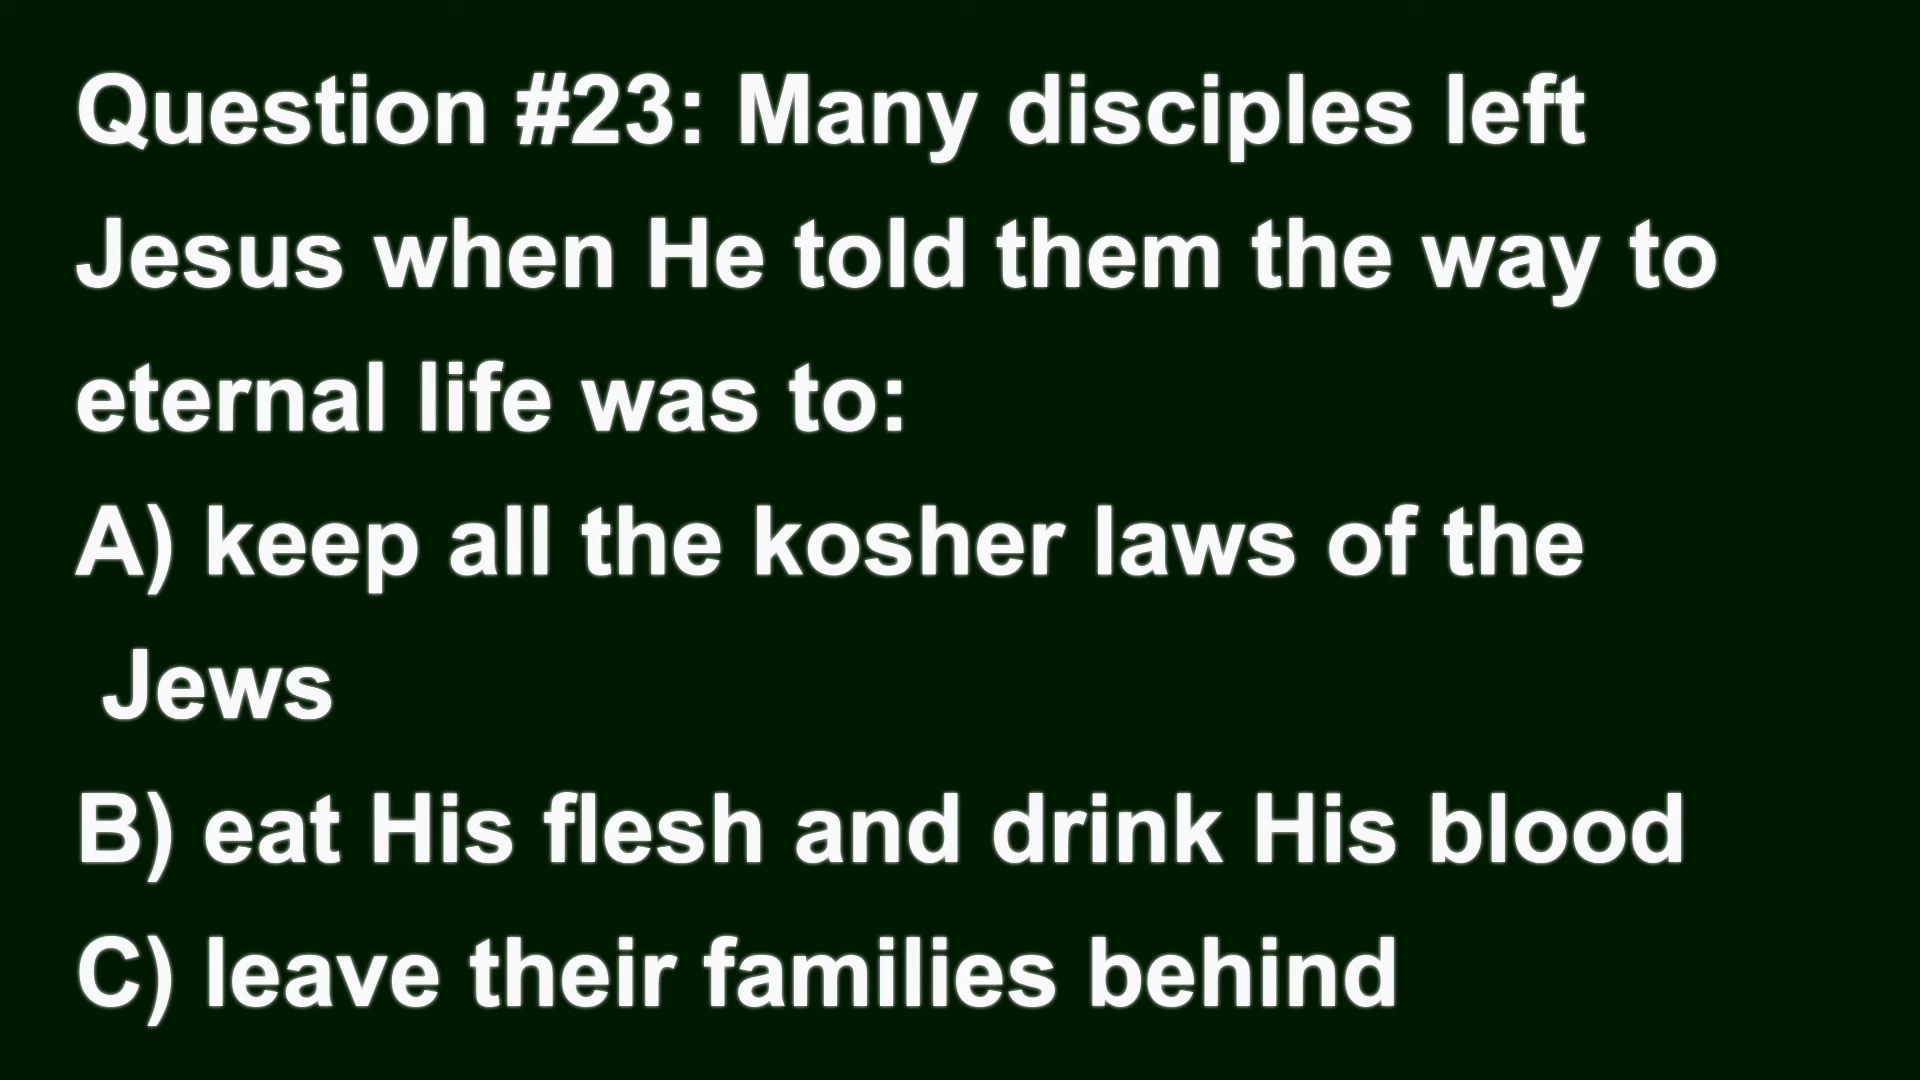 Question #23: Many disciples left
Jesus when He told them the way to
eternal life was to:
A) keep all the kosher laws of the
Jews
B) eat His flesh and drink His blood
C) leave their families behind